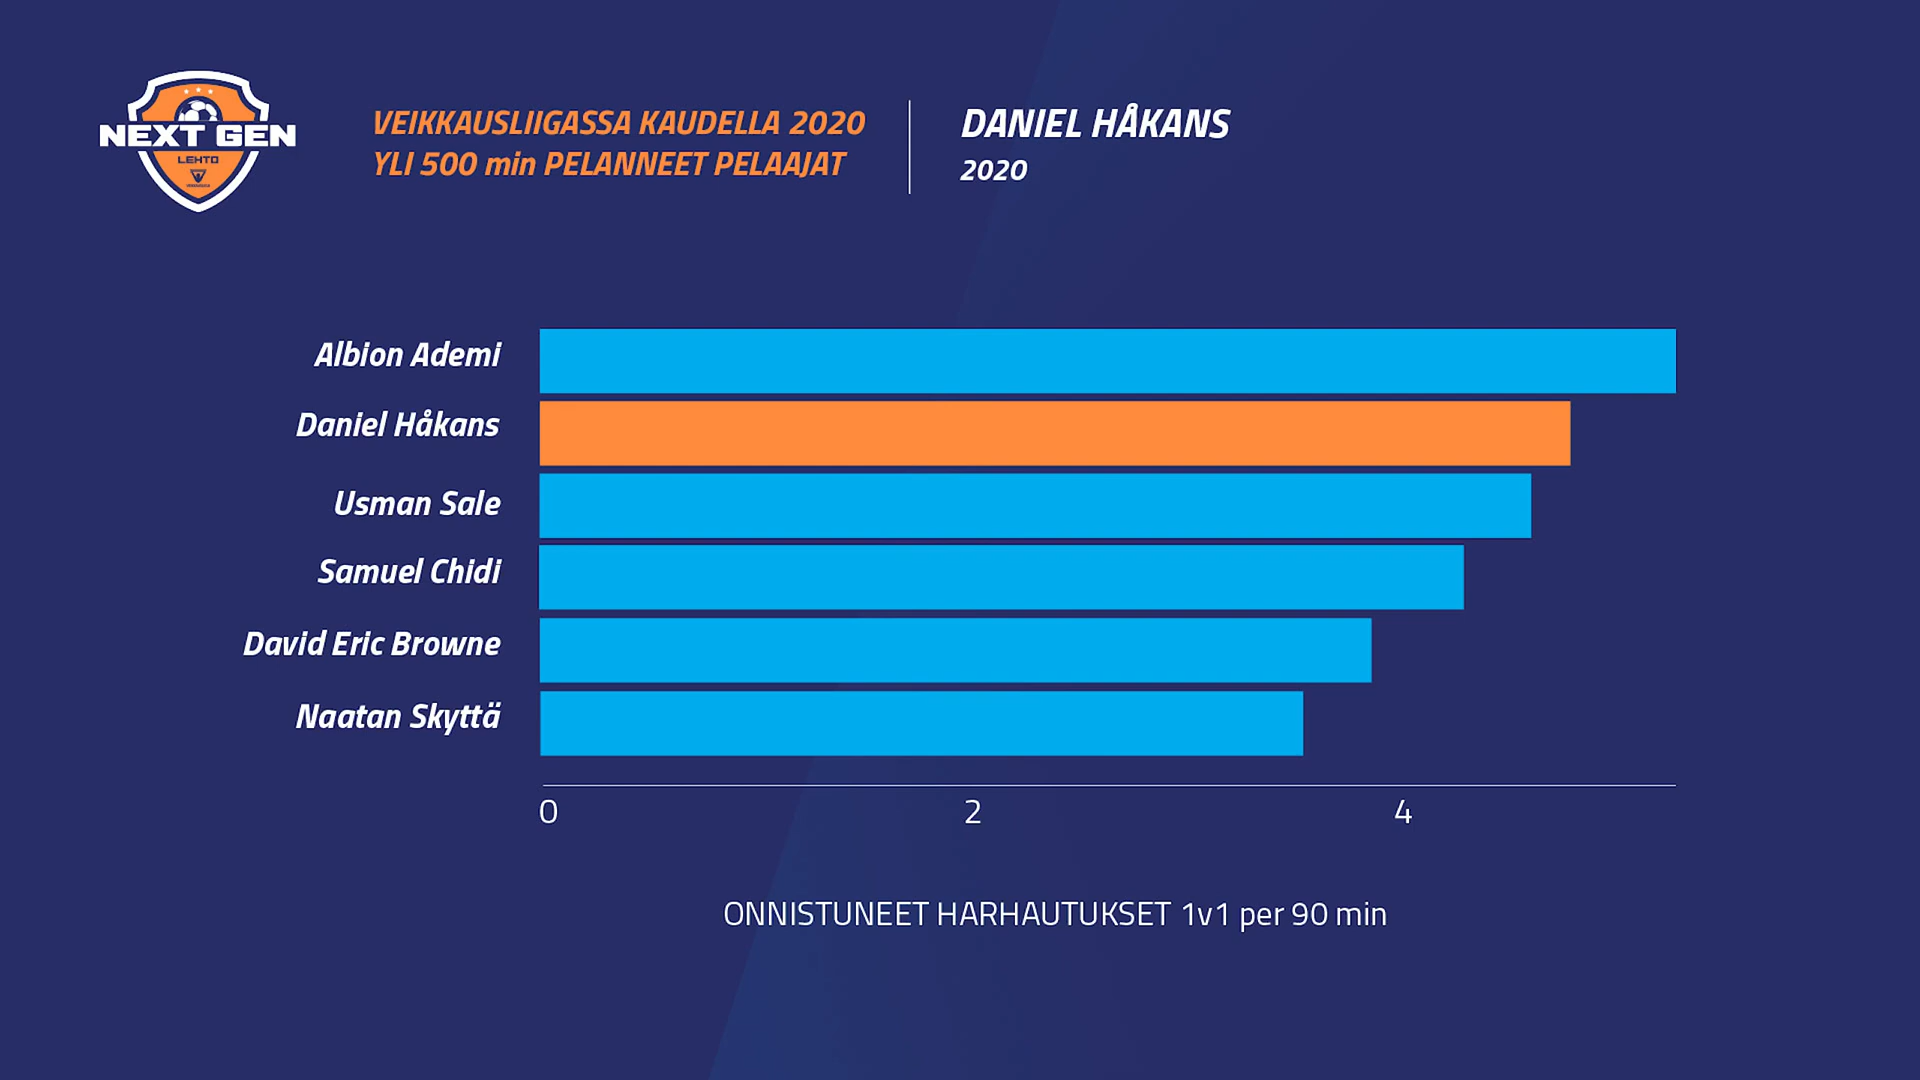 NEXT GEN
LEHTO
VEIKKAUSLIIGASSA KAUDELLA 2020
YLI 500 min PELANNEET PELAAJAT
DANIEL HÅKANS
2020
Albion Ademi
Daniel Håkans
Usman Sale
Samuel Chidi
David Eric Browne
Naatan Skyttä
0 2 4
ONNISTUNEET HARHAUTUKSET 1v1 per 90 min